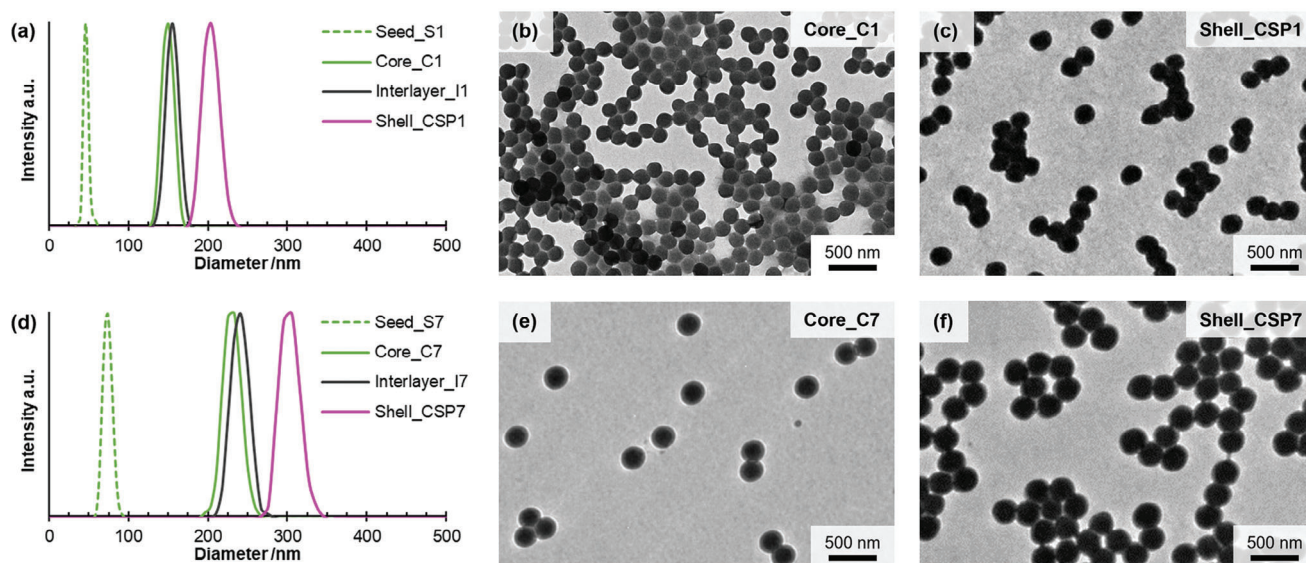 (a)
Intensity a.u.
Seed_S1
Core_C1
Interlayer_I1
Shell_CSP1
0 100 200 300 400 500
Diameter /nm
(b)
Core_C1
500 nm
(c)
Shell_CSP1
500 nm
(d)
Intensity a.u.
Seed_S7
Core_C7
Interlayer_I7
Shell_CSP7
0 100 200 300 400 500
Diameter /nm
(e)
Core_C7
500 nm
(f)
Shell_CSP7
500 nm